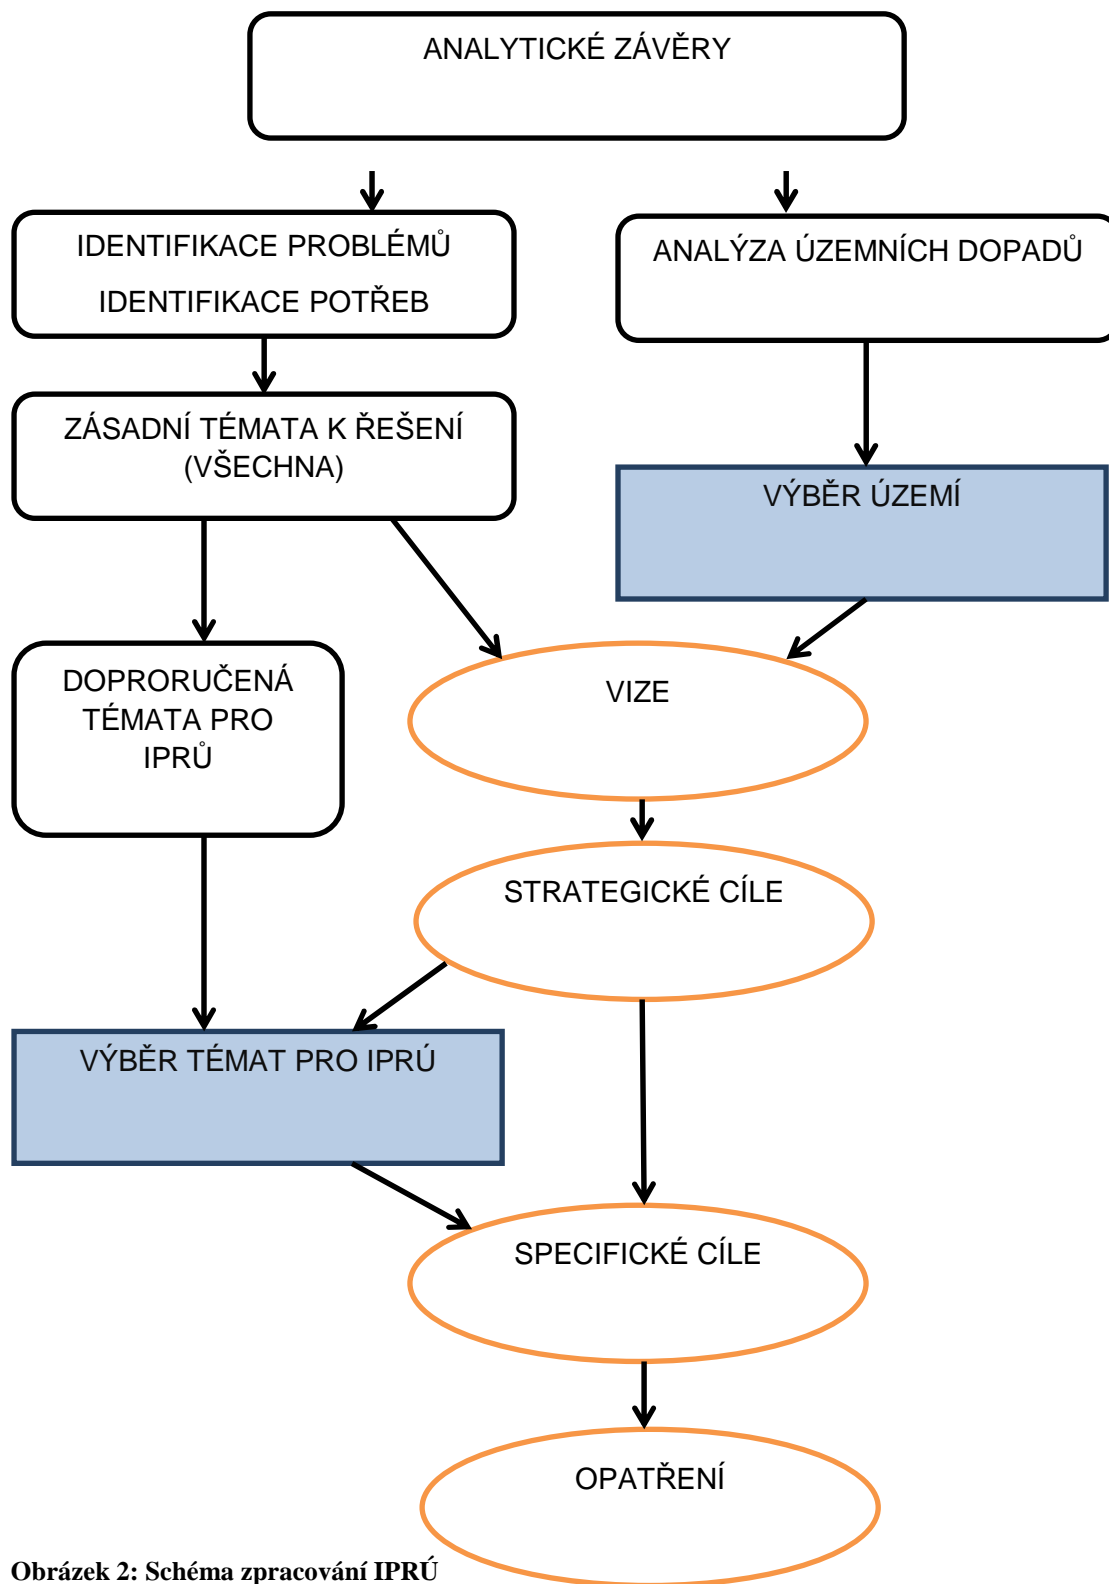 ANALYTICKÉ ZÁVĚRY
IDENTIFIKACE PROBLÉMŮ
IDENTIFIKACE POTŘEB
ANALÝZA ÚZEMNÍCH DOPADŮ
ZÁSADNÍ TÉMATA K ŘEŠENÍ
(VŠECHNA)
VÝBĚR ÚZEMÍ
DOPRORUČENÁ
TÉMATA PRO
IPRŮ
VIZE
STRATEGICKÉ CÍLE
VÝBĚR TÉMAT PRO IPRÚ
SPECIFICKÉ CÍLE
OPATŘENÍ
Obrázek 2: Schéma zpracování IPRÚ